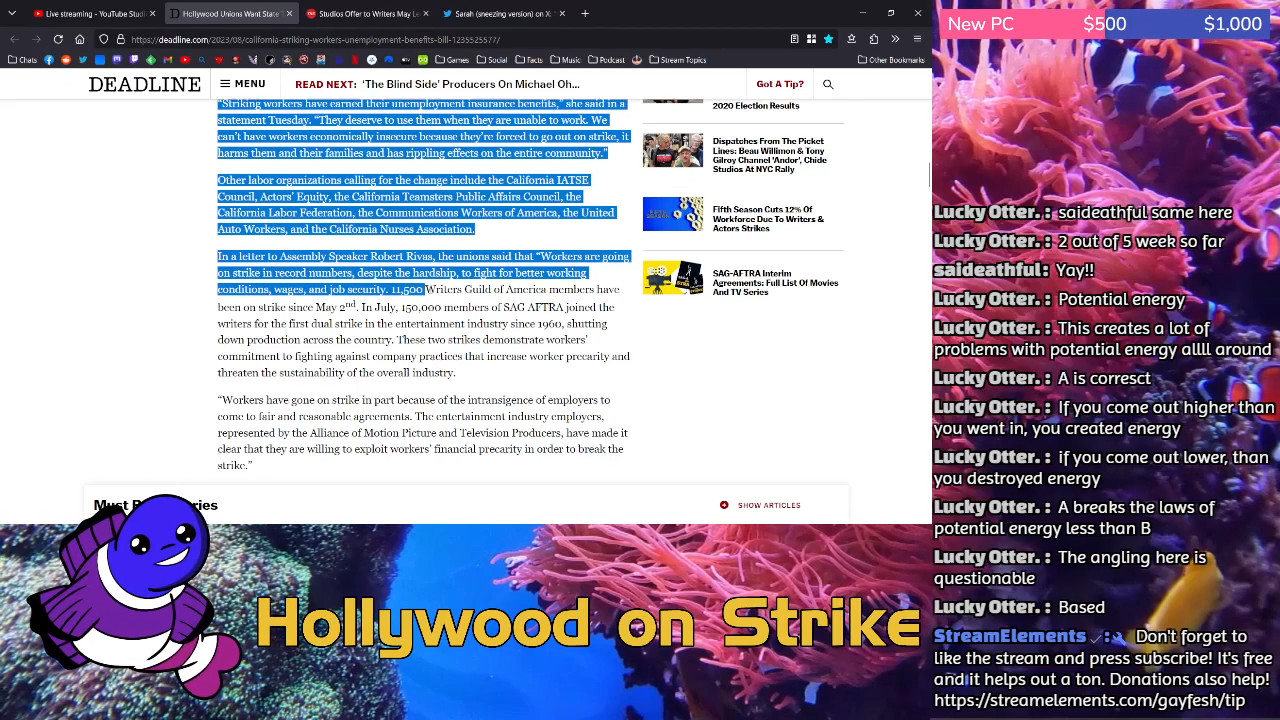 Live streaming - YouTube Studi
Hollywood Unions Want State
Studios Offer to Writers May Le
Sarah (sneezing version) on X:
https://deadline.com/2023/08/california-striking-workers-unemployment-benefits-bill-1235525577/
Chats
Games
Social
Facts
Music
Podcast
Stream Topics
Other Bookmarks
DEADLINE
MENU
READ NEXT: ‘The Blind Side’ Producers On Michael Oh...
Got A Tip?
“Striking workers have earned their unemployment insurance benefits,” she said in a
statement Tuesday. “They deserve to use them when they are unable to work. We
can’t have workers economically insecure because they’re forced to go out on strike, it
harms them and their families and has rippling effects on the entire community.”
Other labor organizations calling for the change include the California IATSE
Council, Actors’ Equity, the California Teamsters Public Affairs Council, the
California Labor Federation, the Communications Workers of America, the United
Auto Workers, and the California Nurses Association.
In a letter to Assembly Speaker Robert Rivas, the unions said that “Workers are going
on strike in record numbers, despite the hardship, to fight for better working
conditions, wages, and job security. 11,500 Writers Guild of America members have
been on strike since May 2nd. In July, 150,000 members of SAG AFTRA joined the
writers for the first dual strike in the entertainment industry since 1960, shutting
down production across the country. These two strikes demonstrate workers’
commitment to fighting against company practices that increase worker precarity and
threaten the sustainability of the overall industry.
“Workers have gone on strike in part because of the intransigence of employers to
come to fair and reasonable agreements. The entertainment industry employers,
represented by the Alliance of Motion Picture and Television Producers, have made it
clear that they are willing to exploit workers’ financial precarity in order to break the
strike.”
2020 Election Results
Dispatches From The Picket
Lines: Beau Willimon & Tony
Gilroy Channel ‘Andor’, Chide
Studios At NYC Rally
Fifth Season Cuts 12% Of
Workforce Due To Writers &
Actors Strikes
SAG-AFTRA Interim
Agreements: Full List Of Movies
And TV Series
SHOW ARTICLES
Hollywood on Strike
New PC $500 $1,000
Lucky Otter. : saideathful same here
Lucky Otter. : 2 out of 5 week so far
saideathful: Yay!!
Lucky Otter. : Potential energy
Lucky Otter. : This creates a lot of
problems with potential energy allll around
Lucky Otter. : A is corresct
Lucky Otter. : If you come out higher than
you went in, you created energy
Lucky Otter. : if you come out lower, than
you destroyed energy
Lucky Otter. : A breaks the laws of
potential energy less than B
Lucky Otter. : The angling here is
questionable
Lucky Otter. : Based
StreamElements : Don't forget to
like the stream and press subscribe! It's free
and it helps out a ton. Donations also help!
https://streamelements.com/gayfesh/tip